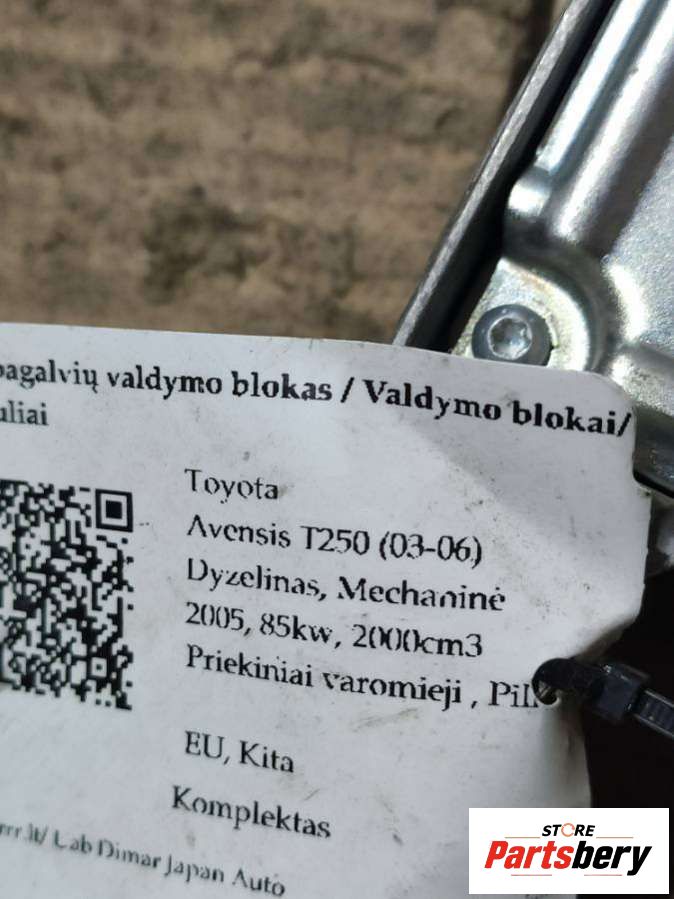 pagalvių valdymo blokas / Valdymo blokai/
uliai
Toyota
Avensis T250 (03-06)
Dyzelinas, Mechaninė
2005, 85kw, 2000cm3
Priekiniai varomieji , Pil
EU, Kita
Komplektas
rrr.lt/ Uab Dimar Japan Auto
STORE
Partsbery